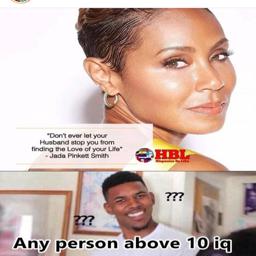 "Don't ever let your
Husband stop you from
finding the Love of your Life"
- Jada Pinkett Smith
HBL
???
???
Any person above 10 iq